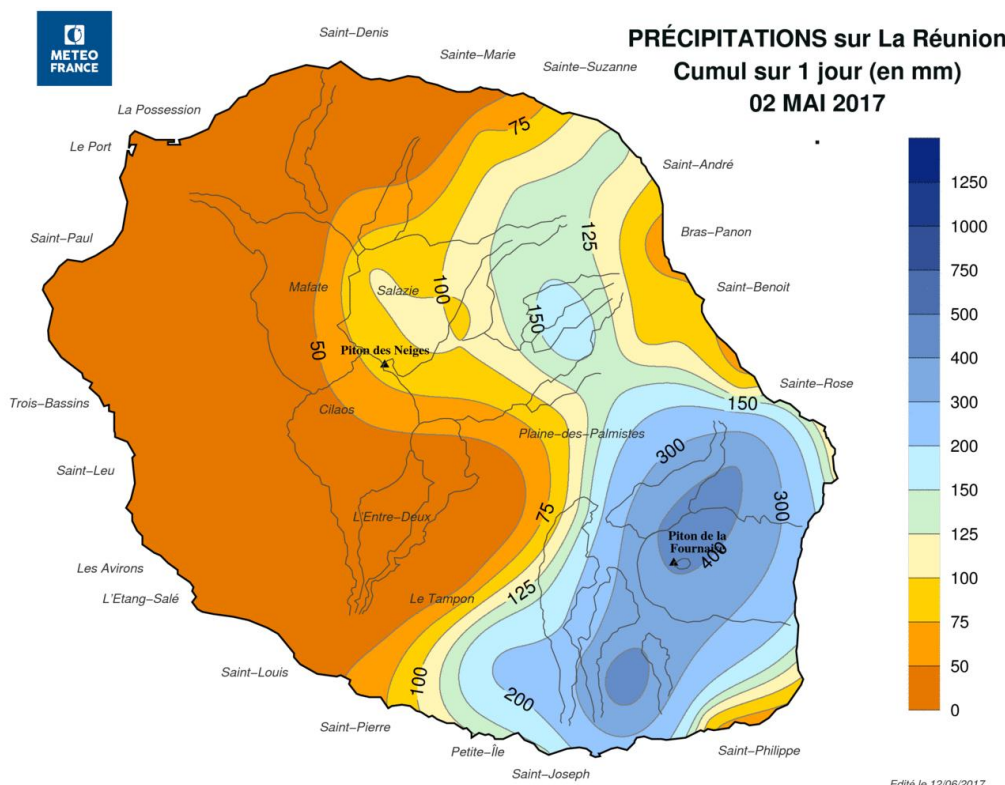 METEO
FRANCE
PRÉCIPITATIONS sur La Réunion
Cumul sur 1 jour (en mm)
02 MAI 2017
Saint-Denis
Sainte-Marie
Sainte-Suzanne
La Possession
Le Port
Saint-André
Saint-Paul
Bras-Panon
Mafate
Salazie
Saint-Benoit
Piton des Neiges
Sainte-Rose
Trois-Bassins
Cilaos
Plaine-des-Palmistes
Saint-Leu
L'Entre-Deux
Piton de la
Fournaise
Les Avirons
L'Etang-Salé
Le Tampon
Saint-Louis
Saint-Pierre
Petite-Île
Saint-Joseph
Saint-Philippe
75
125
100
150
50
150
300
75
300
400
125
100
200
1250
1000
750
500
400
300
200
150
125
100
75
50
0
Edité le 12/06/2017